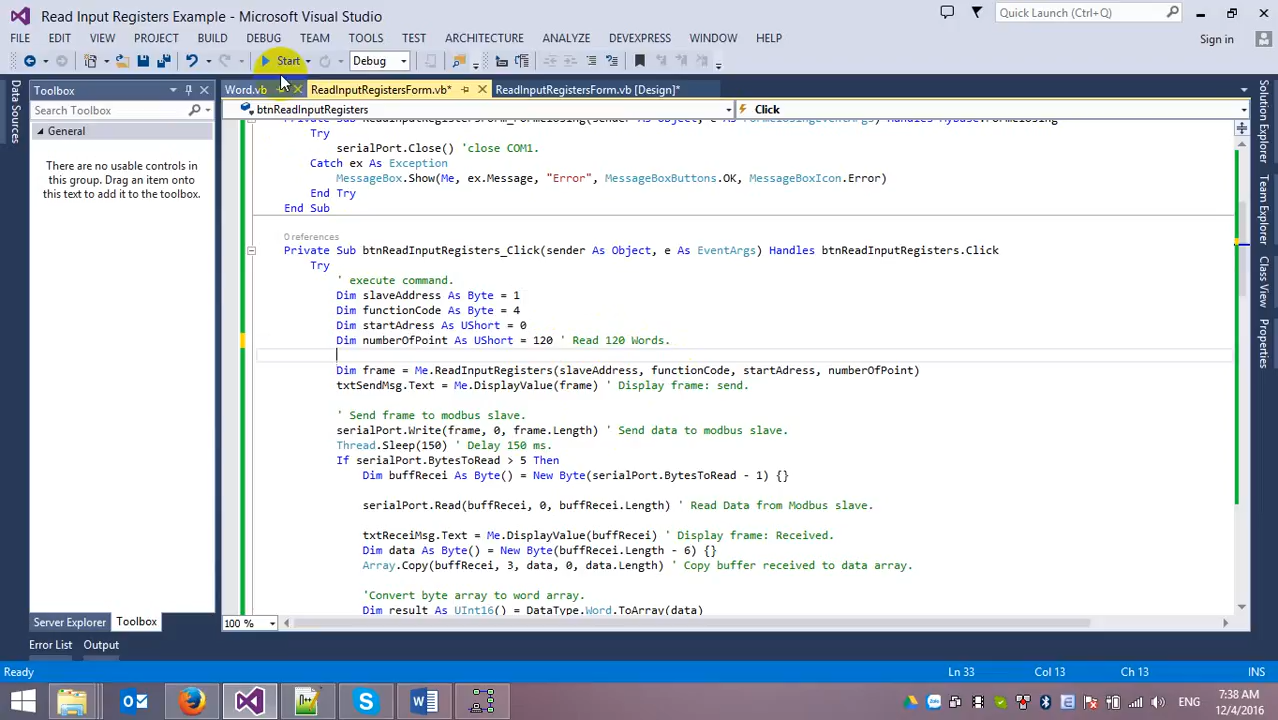 Read Input Registers Example - Microsoft Visual Studio
Quick Launch (Ctrl+Q)
FILE EDIT VIEW PROJECT BUILD DEBUG TEAM TOOLS TEST ARCHITECTURE ANALYZE DEVEXPRESS WINDOW HELP
Sign in
Start
Debug
Data Sources
Toolbox
Search Toolbox
General
There are no usable controls in
this group. Drag an item onto
this text to add it to the toolbox.
Word.vb
ReadInputRegistersForm.vb*
ReadInputRegistersForm.vb [Design]*
btnReadInputRegisters
Click
Private Sub ReadInputRegistersForm_FormClosing(sender As Object, e As FormClosingEventArgs) Handles MyBase.FormClosing
Try
serialPort.Close() 'close COM1.
Catch ex As Exception
MessageBox.Show(Me, ex.Message, "Error", MessageBoxButtons.OK, MessageBoxIcon.Error)
End Try
End Sub
0 references
Private Sub btnReadInputRegisters_Click(sender As Object, e As EventArgs) Handles btnReadInputRegisters.Click
Try
' execute command.
Dim slaveAddress As Byte = 1
Dim functionCode As Byte = 4
Dim startAdress As UShort = 0
Dim numberOfPoint As UShort = 120 ' Read 120 Words.
Dim frame = Me.ReadInputRegisters(slaveAddress, functionCode, startAdress, numberOfPoint)
txtSendMsg.Text = Me.DisplayValue(frame) ' Display frame: send.
' Send frame to modbus slave.
serialPort.Write(frame, 0, frame.Length) ' Send data to modbus slave.
Thread.Sleep(150) ' Delay 150 ms.
If serialPort.BytesToRead > 5 Then
Dim buffRecei As Byte() = New Byte(serialPort.BytesToRead - 1) {}
serialPort.Read(buffRecei, 0, buffRecei.Length) ' Read Data from Modbus slave.
txtReceiMsg.Text = Me.DisplayValue(buffRecei) ' Display frame: Received.
Dim data As Byte() = New Byte(buffRecei.Length - 6) {}
Array.Copy(buffRecei, 3, data, 0, data.Length) ' Copy buffer received to data array.
'Convert byte array to word array.
Dim result As UInt16() = DataType.Word.ToArray(data)
100 %
Solution Explorer
Team Explorer
Class View
Properties
Server Explorer
Toolbox
Error List
Output
Ready
Ln 33
Col 13
Ch 13
INS
ENG
7:38 AM
12/4/2016